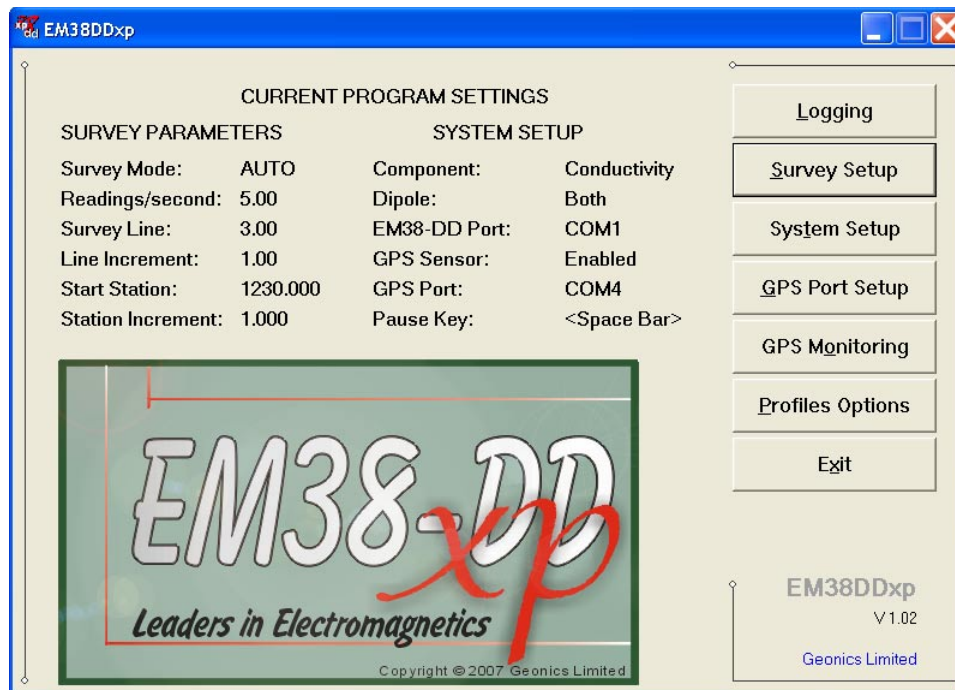 EM38DDxp
CURRENT PROGRAM SETTINGS
SURVEY PARAMETERS SYSTEM SETUP
Survey Mode: AUTO Component: Conductivity
Readings/second: 5.00 Dipole: Both
Survey Line: 3.00 EM38-DD Port: COM1
Line Increment: 1.00 GPS Sensor: Enabled
Start Station: 1230.000 GPS Port: COM4
Station Increment: 1.000 Pause Key: <Space Bar>
Logging
Survey Setup
System Setup
GPS Port Setup
GPS Monitoring
Profiles Options
Exit
EM38-DD
xp
Leaders in Electromagnetics
Copyright © 2007 Geonics Limited
EM38DDxp
V 1.02
Geonics Limited